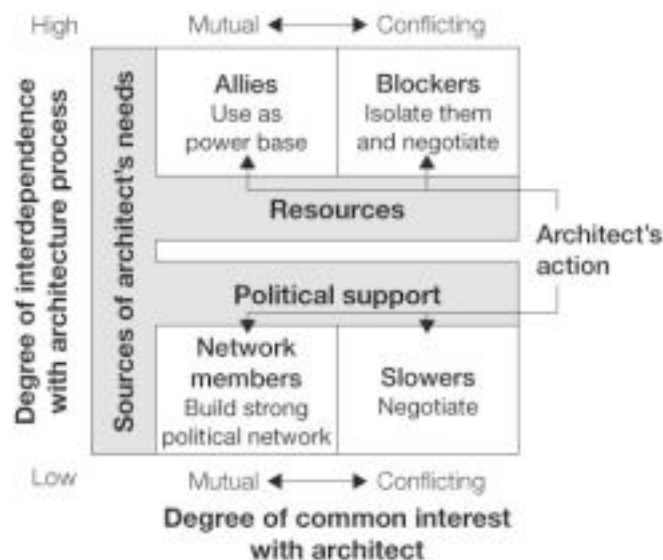 High
Mutual
Conflicting
Degree of interdependence
with architecture process
Sources of architect's needs
Allies
Use as
power base
Blockers
Isolate them
and negotiate
Resources
Architect's
action
Political support
Network
members
Build strong
political network
Slowers
Negotiate
Low
Mutual
Conflicting
Degree of common interest
with architect